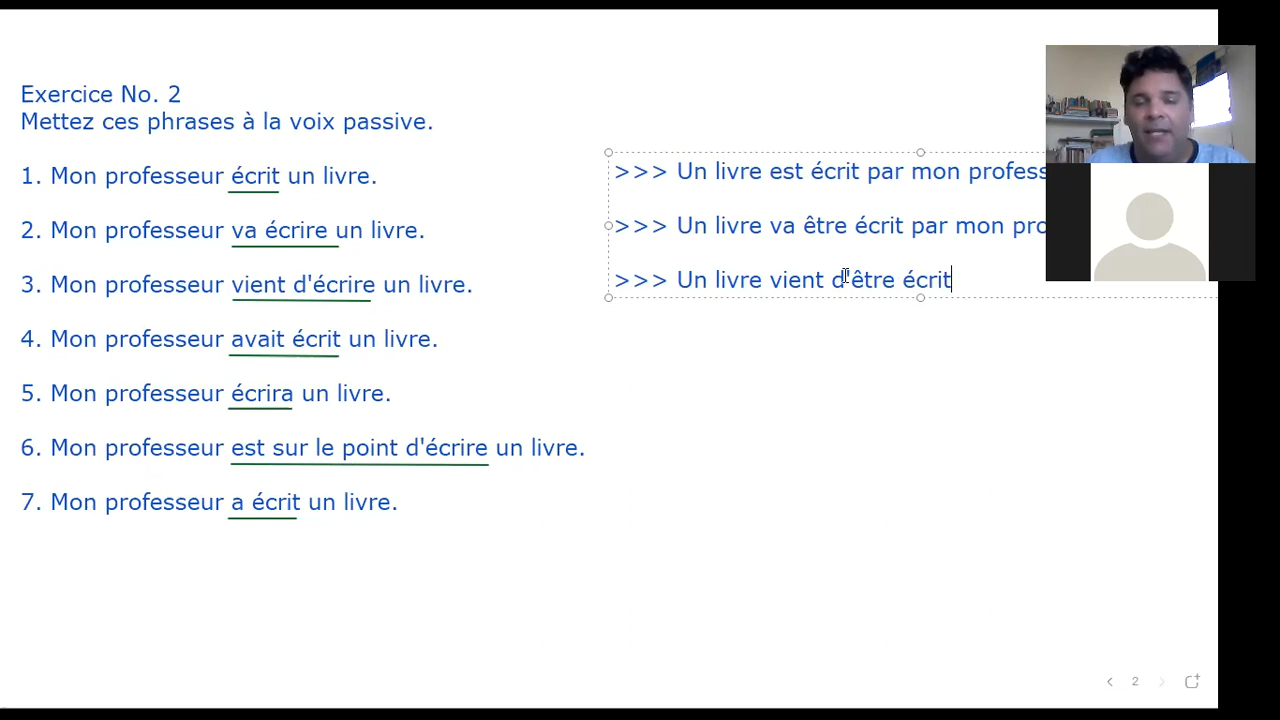 Exercice No. 2
Mettez ces phrases à la voix passive.
1. Mon professeur écrit un livre.
>>> Un livre est écrit par mon profess
2. Mon professeur va écrire un livre.
>>> Un livre va être écrit par mon pro
3. Mon professeur vient d'écrire un livre.
>>> Un livre vient d'être écrit
4. Mon professeur avait écrit un livre.
5. Mon professeur écrira un livre.
6. Mon professeur est sur le point d'écrire un livre.
7. Mon professeur a écrit un livre.
2